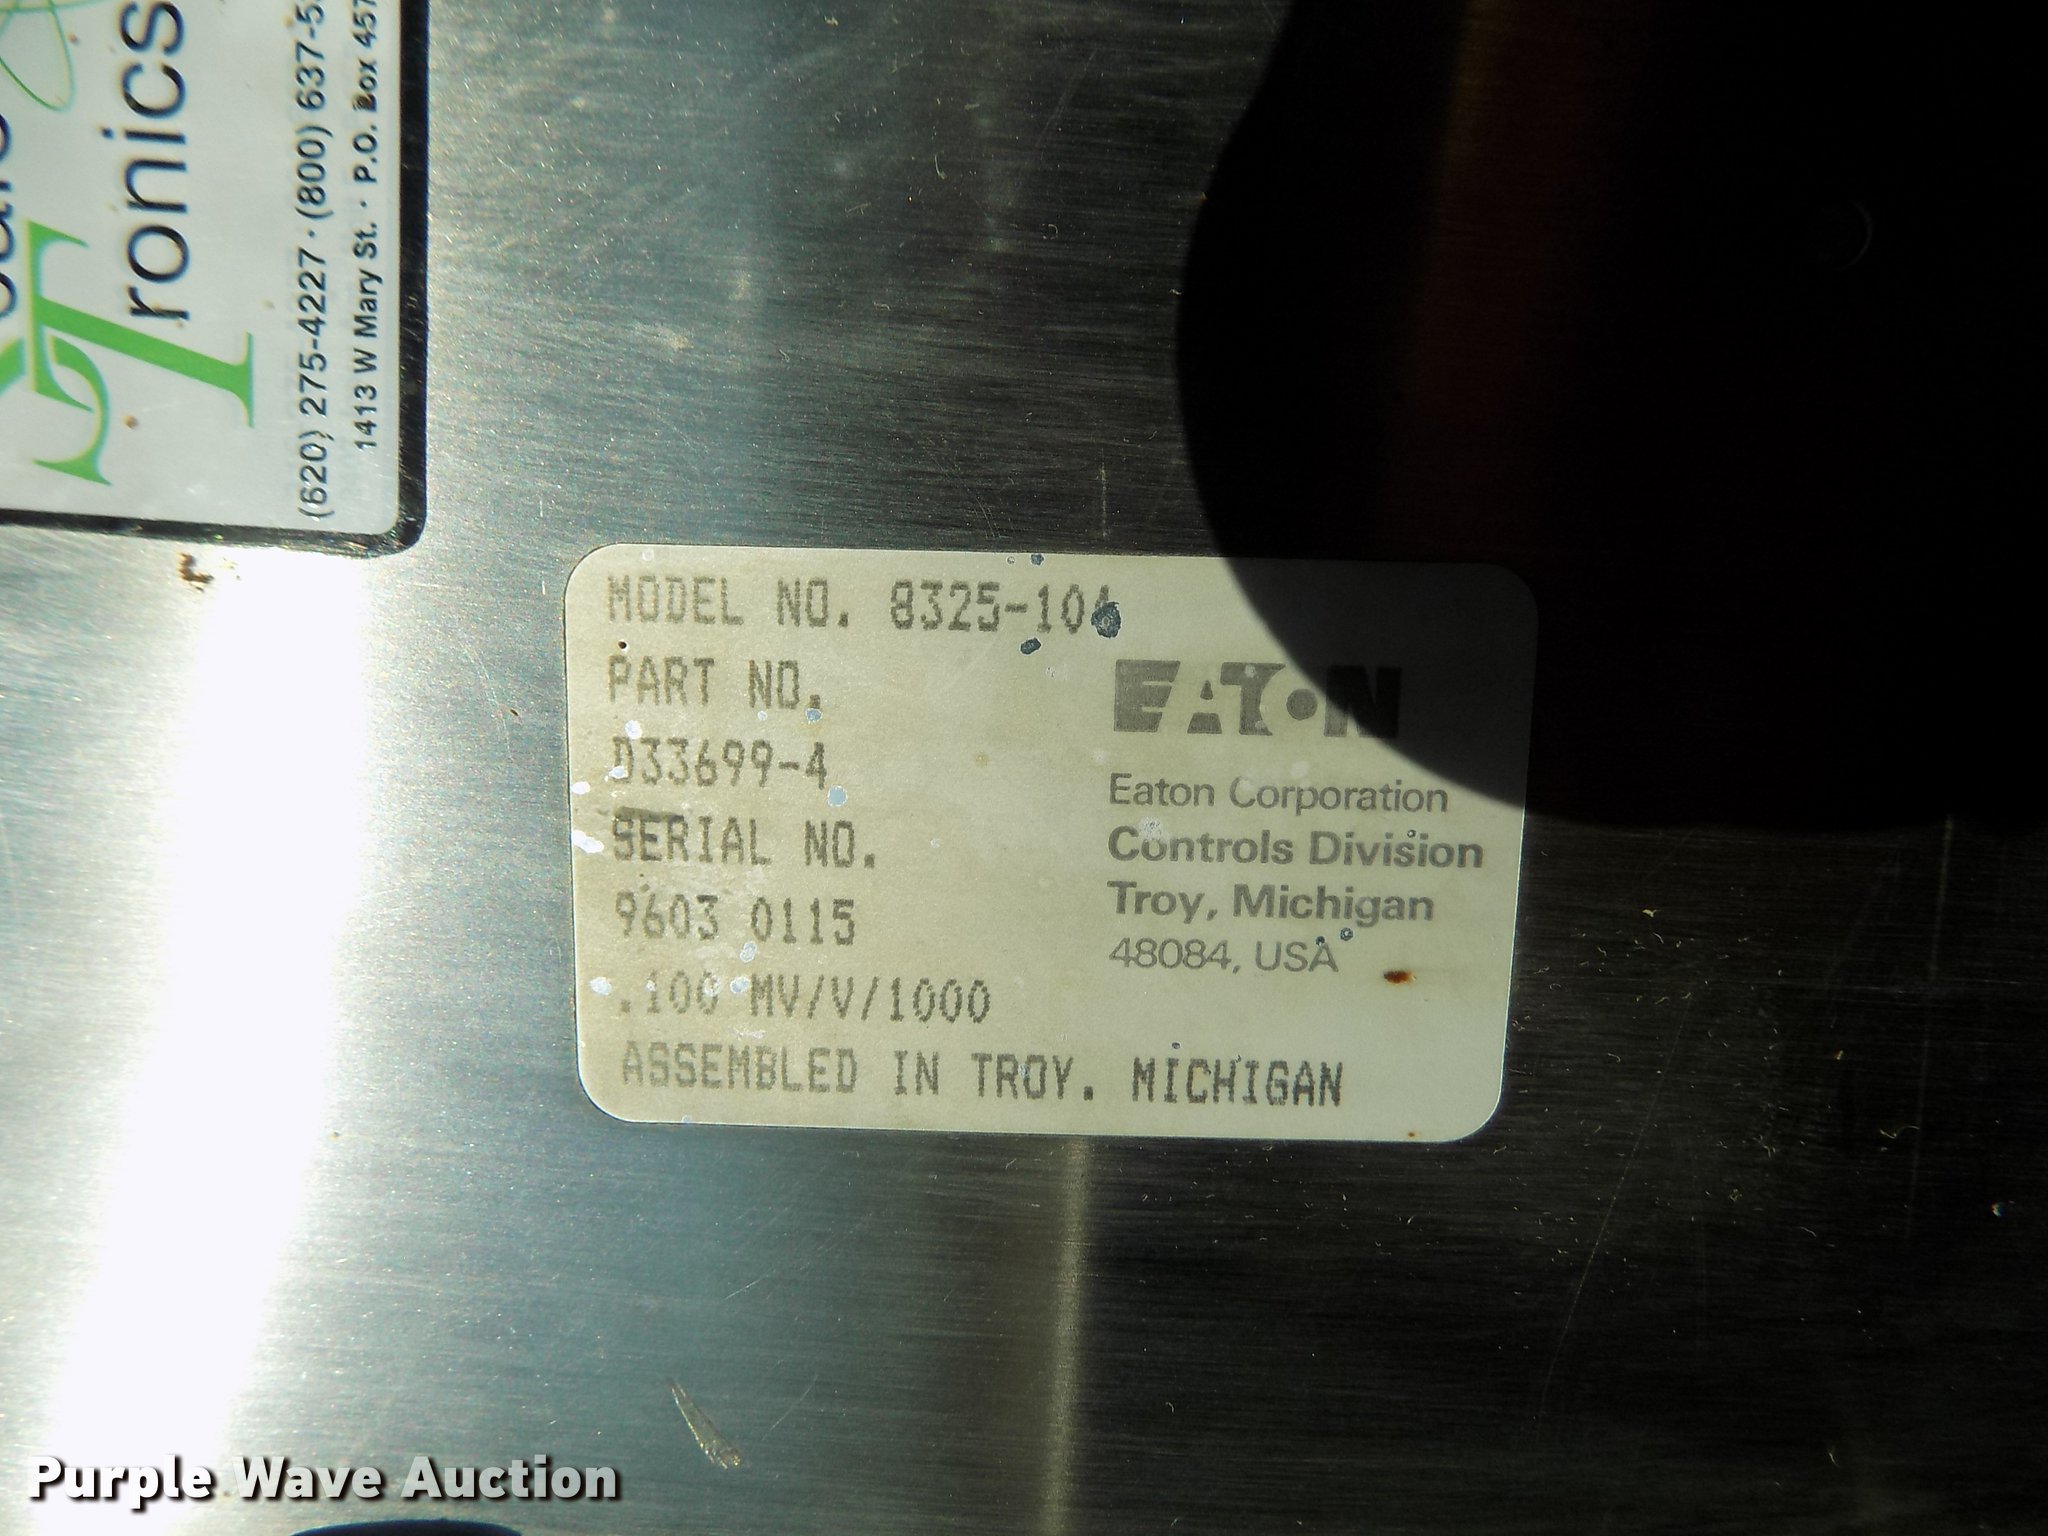 Tronics
(620) 275-4227 · (800) 637-5
1413 W Mary St. · P.O. Box 457
MODEL NO. 8325-106
PART NO.
D33699-4
SERIAL NO.
9603 0115
.100 MV/V/1000
ASSEMBLED IN TROY. MICHIGAN
EATON
Eaton Corporation
Controls Division
Troy, Michigan
48084, USA
Purple Wave Auction